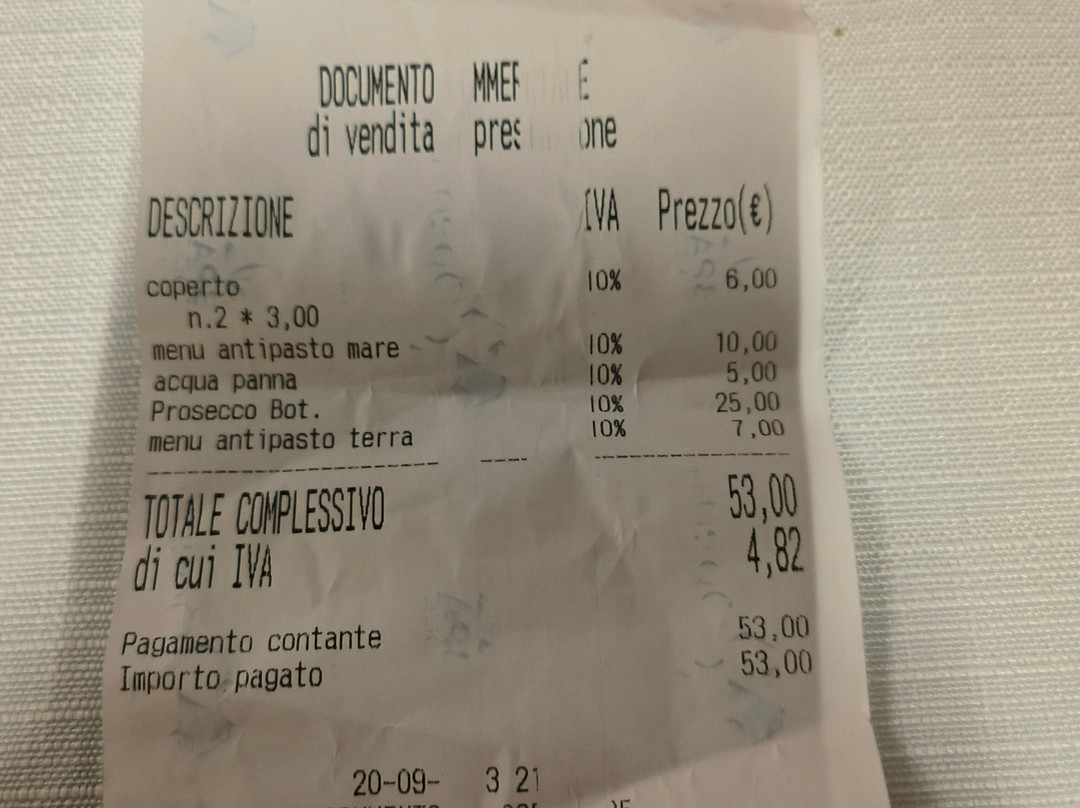 DOCUMENTO
di vendita
DESCRIZIONE IVA Prezzo(€)
coperto 10% 6,00
n.2 * 3,00
menu antipasto mare 10% 10,00
acqua panna 10% 5,00
Prosecco Bot. 10% 25,00
menu antipasto terra 10% 7,00
TOTALE COMPLESSIVO 53,00
di cui IVA 4,82
Pagamento contante 53,00
Importo pagato 53,00
20-09-